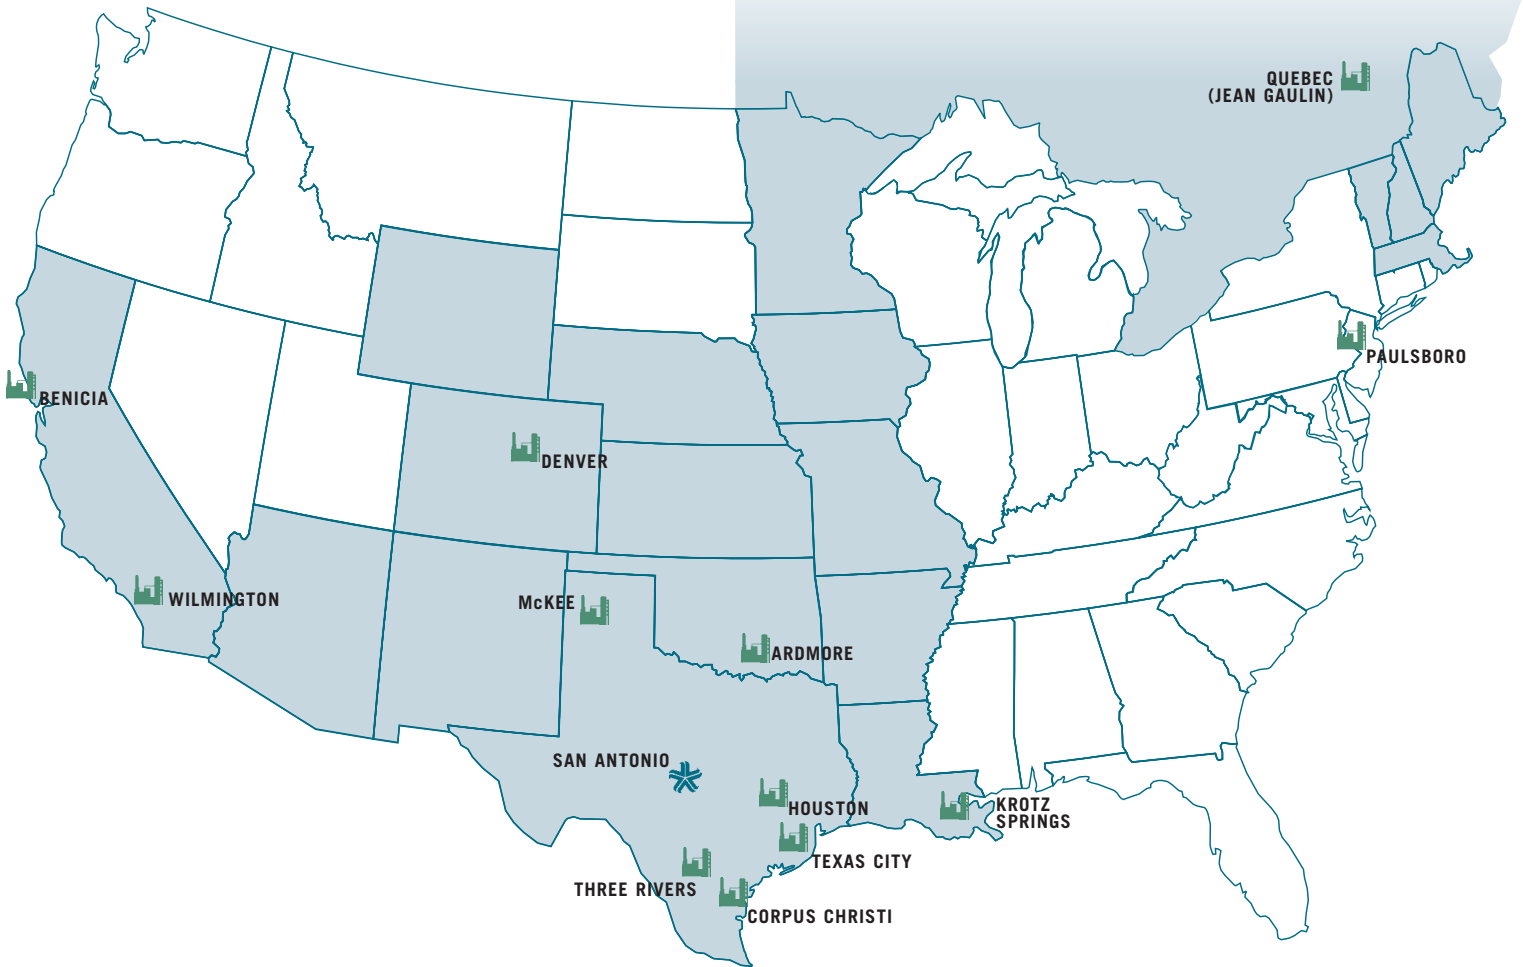 QUEBEC
(JEAN GAULIN)
PAULSBORO
BENICIA
DENVER
WILMINGTON
McKEE
ARDMORE
SAN ANTONIO
HOUSTON
KROTZ
SPRINGS
TEXAS CITY
THREE RIVERS
CORPUS CHRISTI